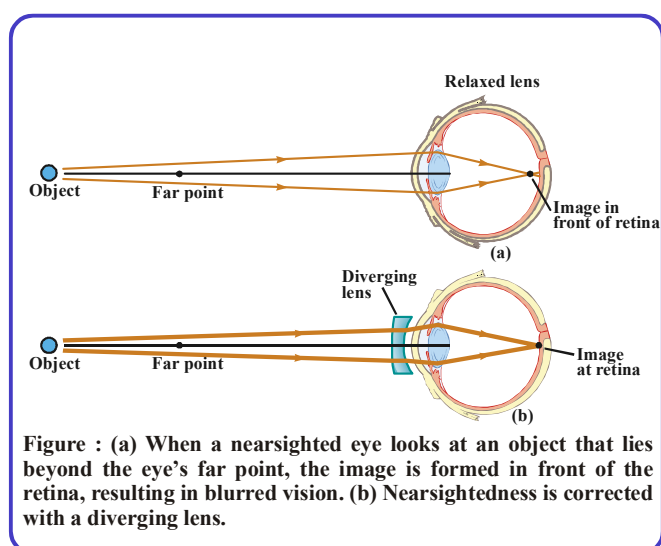 Relaxed lens
Object
Far point
Image in
front of retina
(a)
Diverging
lens
Object
Far point
Image
at retina
(b)
Figure : (a) When a nearsighted eye looks at an object that lies
beyond the eye's far point, the image is formed in front of the
retina, resulting in blurred vision. (b) Nearsightedness is corrected
with a diverging lens.